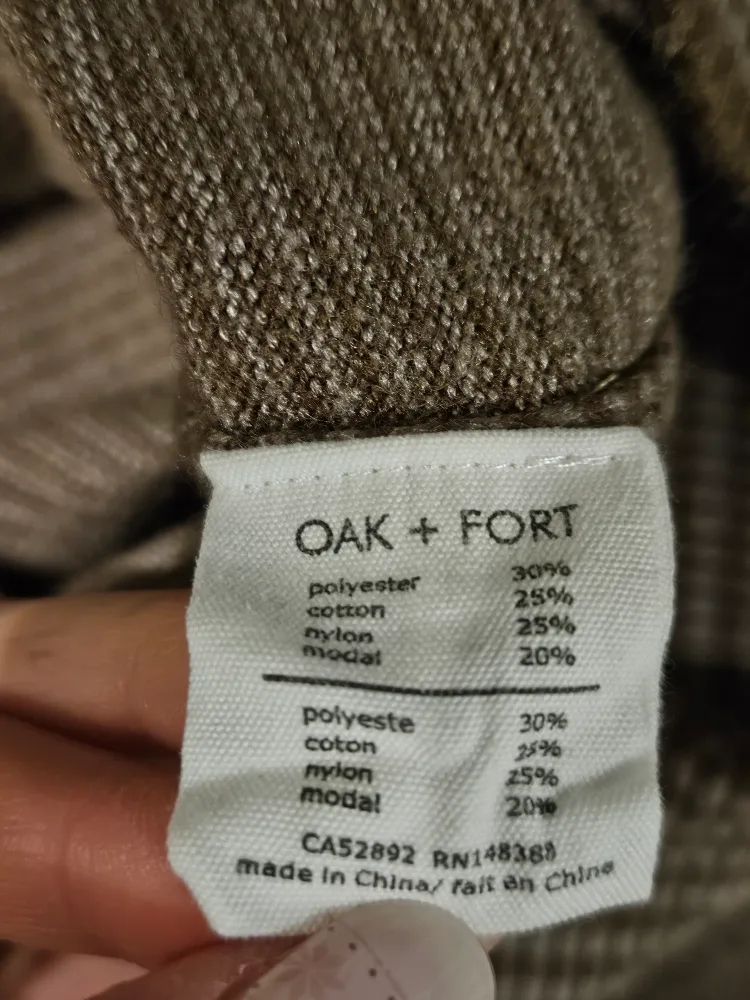 OAK + FORT
polyester 30%
cotton 25%
nylon 25%
modal 20%
polyeste 30%
coton 25%
nylon 25%
modal 20%
CA52892 RN148388
made in China/ fait en Chine